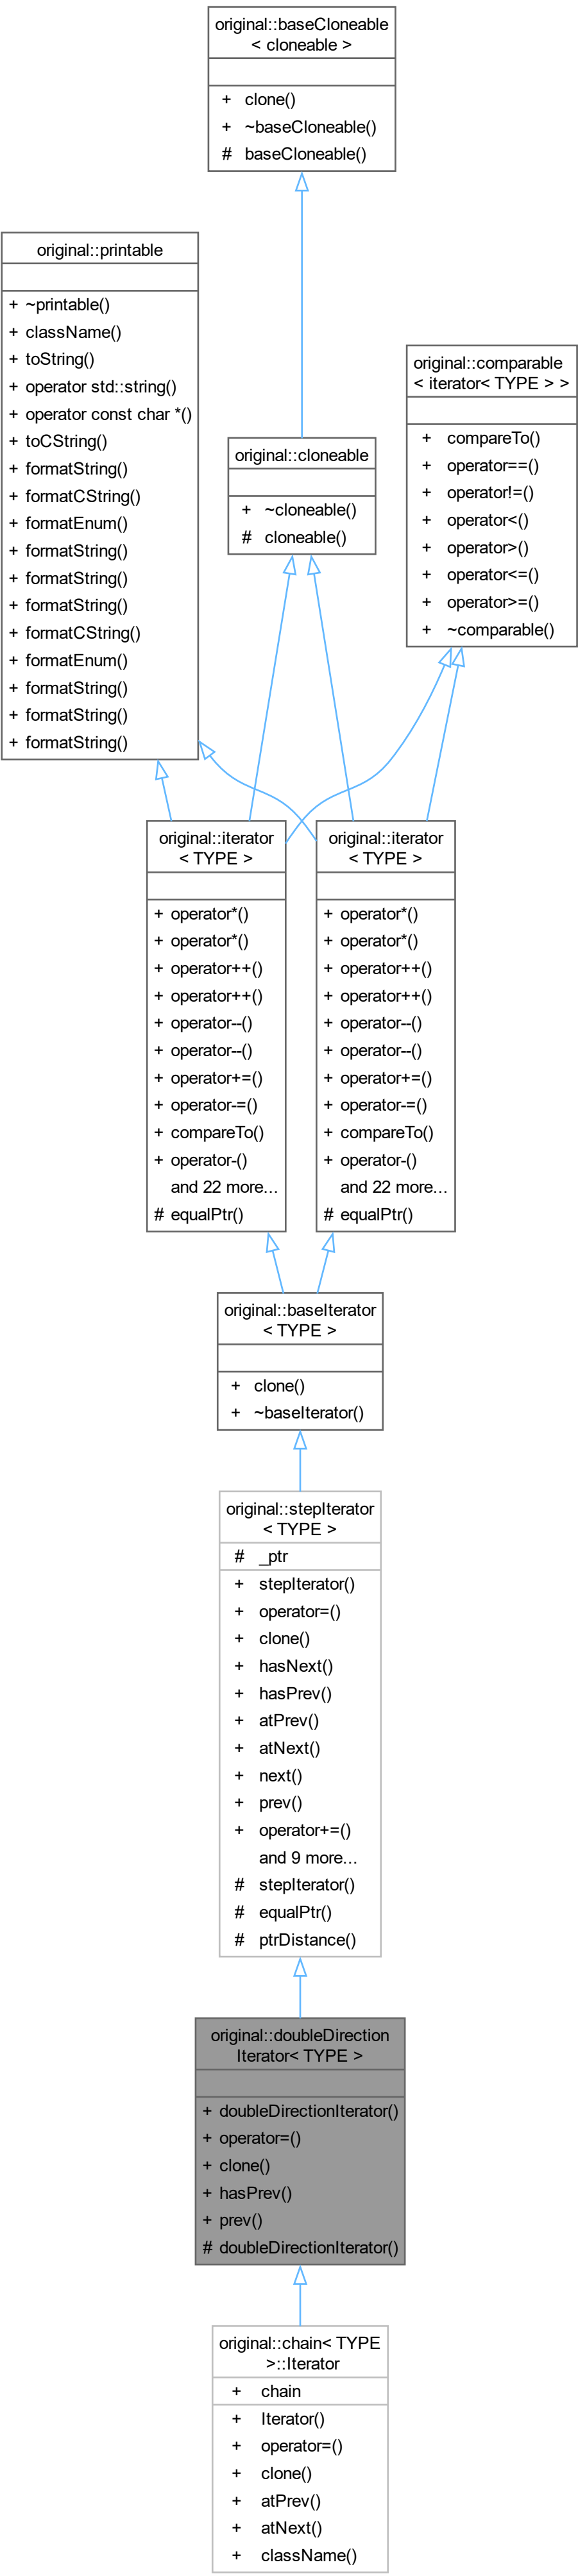 original::baseCloneable
< cloneable >
+ clone()
+ ~baseCloneable()
# baseCloneable()
original::printable
+ ~printable()
+ className()
+ toString()
+ operator std::string()
+ operator const char *()
+ toCString()
+ formatString()
+ formatCString()
+ formatEnum()
+ formatString()
+ formatString()
+ formatString()
+ formatCString()
+ formatEnum()
+ formatString()
+ formatString()
+ formatString()
original::comparable
< iterator< TYPE > >
+ compareTo()
+ operator==()
+ operator!=()
+ operator<()
+ operator>()
+ operator<=()
+ operator>=()
+ ~comparable()
original::cloneable
+ ~cloneable()
# cloneable()
original::iterator
< TYPE >
+ operator*()
+ operator*()
+ operator++()
+ operator++()
+ operator--()
+ operator--()
+ operator+=()
+ operator-=()
+ compareTo()
+ operator-()
and 22 more...
# equalPtr()
original::iterator
< TYPE >
+ operator*()
+ operator*()
+ operator++()
+ operator++()
+ operator--()
+ operator--()
+ operator+=()
+ operator-=()
+ compareTo()
+ operator-()
and 22 more...
# equalPtr()
original::baseIterator
< TYPE >
+ clone()
+ ~baseIterator()
original::stepIterator
< TYPE >
# _ptr
+ stepIterator()
+ operator=()
+ clone()
+ hasNext()
+ hasPrev()
+ atPrev()
+ atNext()
+ next()
+ prev()
+ operator+=()
and 9 more...
# stepIterator()
# equalPtr()
# ptrDistance()
original::doubleDirection
Iterator< TYPE >
+ doubleDirectionIterator()
+ operator=()
+ clone()
+ hasPrev()
+ prev()
# doubleDirectionIterator()
original::chain< TYPE
>::Iterator
+ chain
+ Iterator()
+ operator=()
+ clone()
+ atPrev()
+ atNext()
+ className()